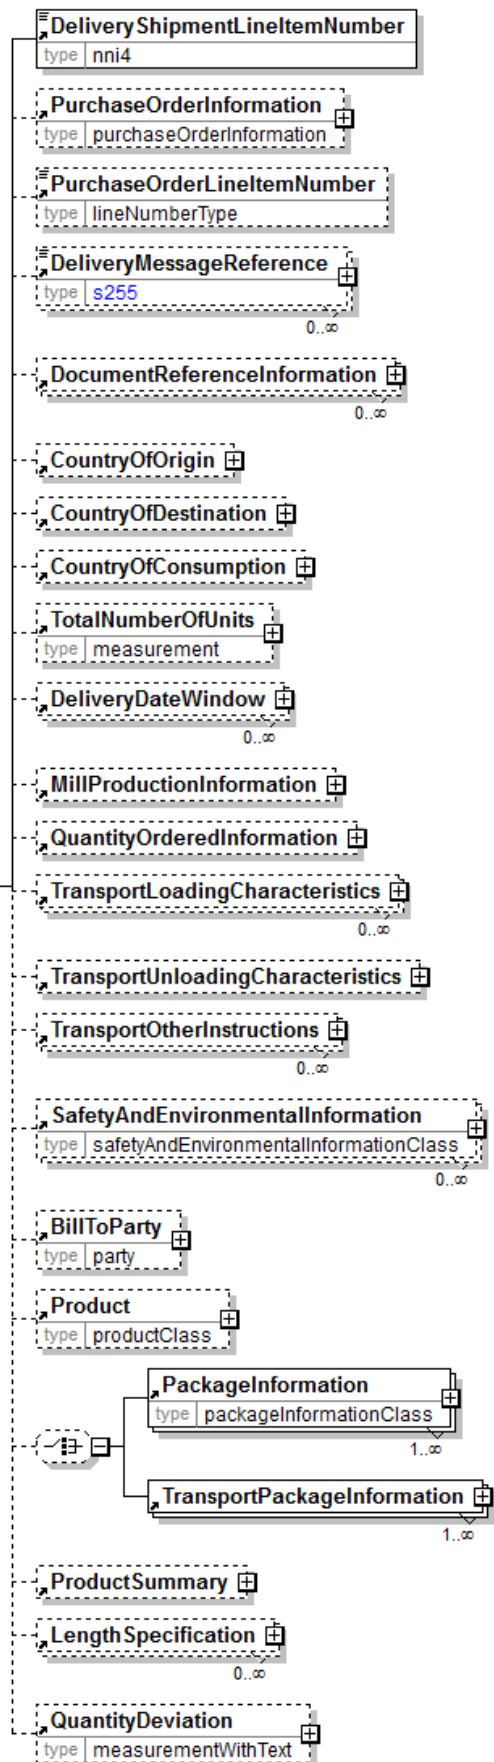 DeliveryShipmentLineItemNumber
type nni4
PurchaseOrderInformation
type purchaseOrderInformation
PurchaseOrderLineItemNumber
type lineNumberType
DeliveryMessageReference
type s255
0..∞
DocumentReferenceInformation
0..∞
CountryOfOrigin
CountryOfDestination
CountryOfConsumption
TotalNumberOfUnits
type measurement
DeliveryDateWindow
0..∞
MillProductionInformation
QuantityOrderedInformation
TransportLoadingCharacteristics
0..∞
TransportUnloadingCharacteristics
TransportOtherInstructions
0..∞
SafetyAndEnvironmentalInformation
type safetyAndEnvironmentalInformationClass
0..∞
BillToParty
type party
Product
type productClass
PackageInformation
type packageInformationClass
1..∞
TransportPackageInformation
1..∞
ProductSummary
LengthSpecification
0..∞
QuantityDeviation
type measurementWithText